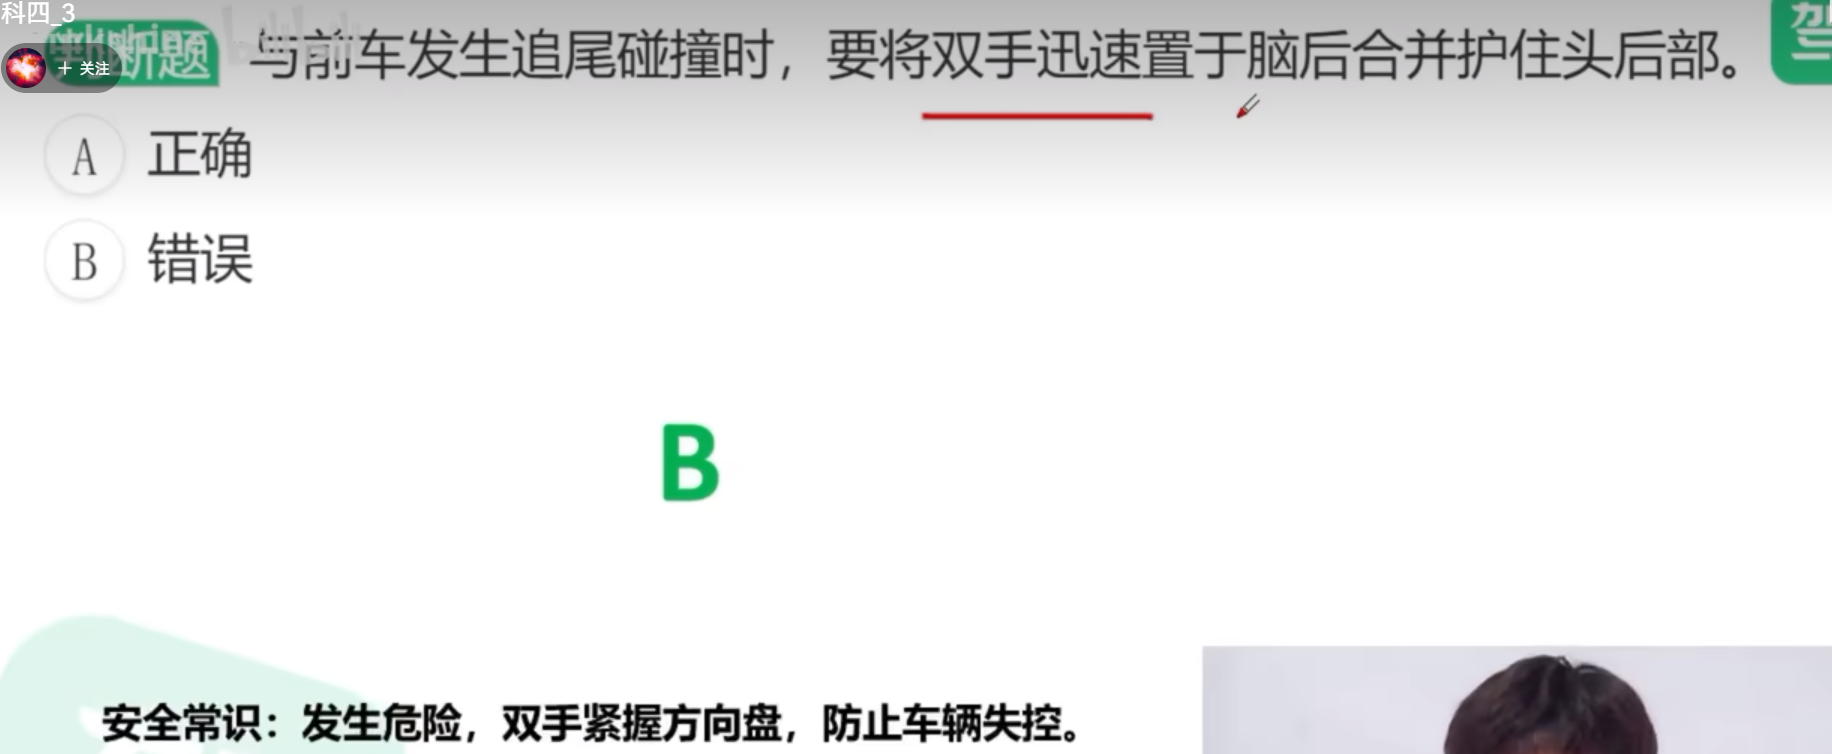 科四_3
判断题 与前车发生追尾碰撞时，要将双手迅速置于脑后合并护住头后部。 驾
+ 关注
A 正确
B 错误
B
安全常识：发生危险，双手紧握方向盘，防止车辆失控。